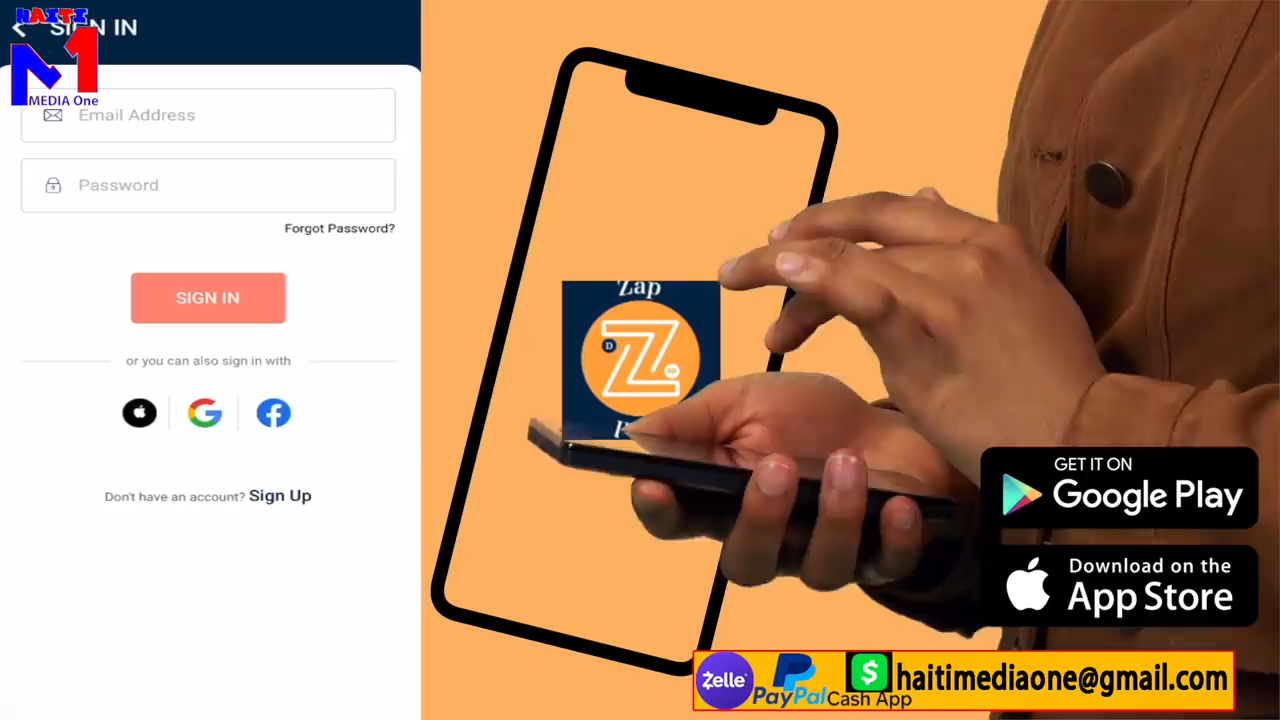 HAITI
M1
MEDIA One
SIGN IN
Email Address
Password
Forgot Password?
SIGN IN
or you can also sign in with
Don't have an account? Sign Up
Zap
Z
D
GET IT ON
Google Play
Download on the
App Store
Zelle
PayPal
$
Cash App
haitimediaone@gmail.com